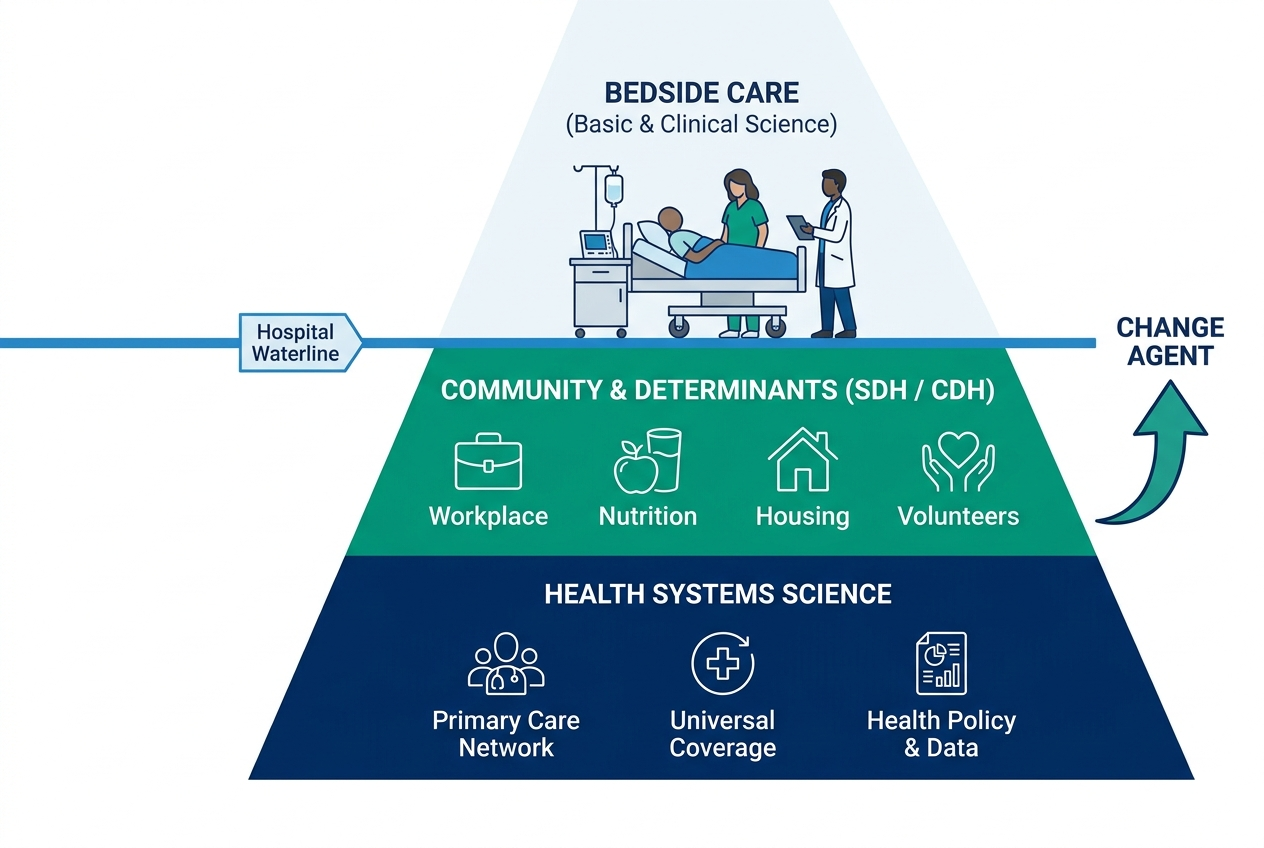 BEDSIDE CARE
(Basic & Clinical Science)
Hospital
Waterline
CHANGE
AGENT
COMMUNITY & DETERMINANTS (SDH / CDH)
Workplace
Nutrition
Housing
Volunteers
HEALTH SYSTEMS SCIENCE
Primary Care
Network
Universal
Coverage
Health Policy
& Data